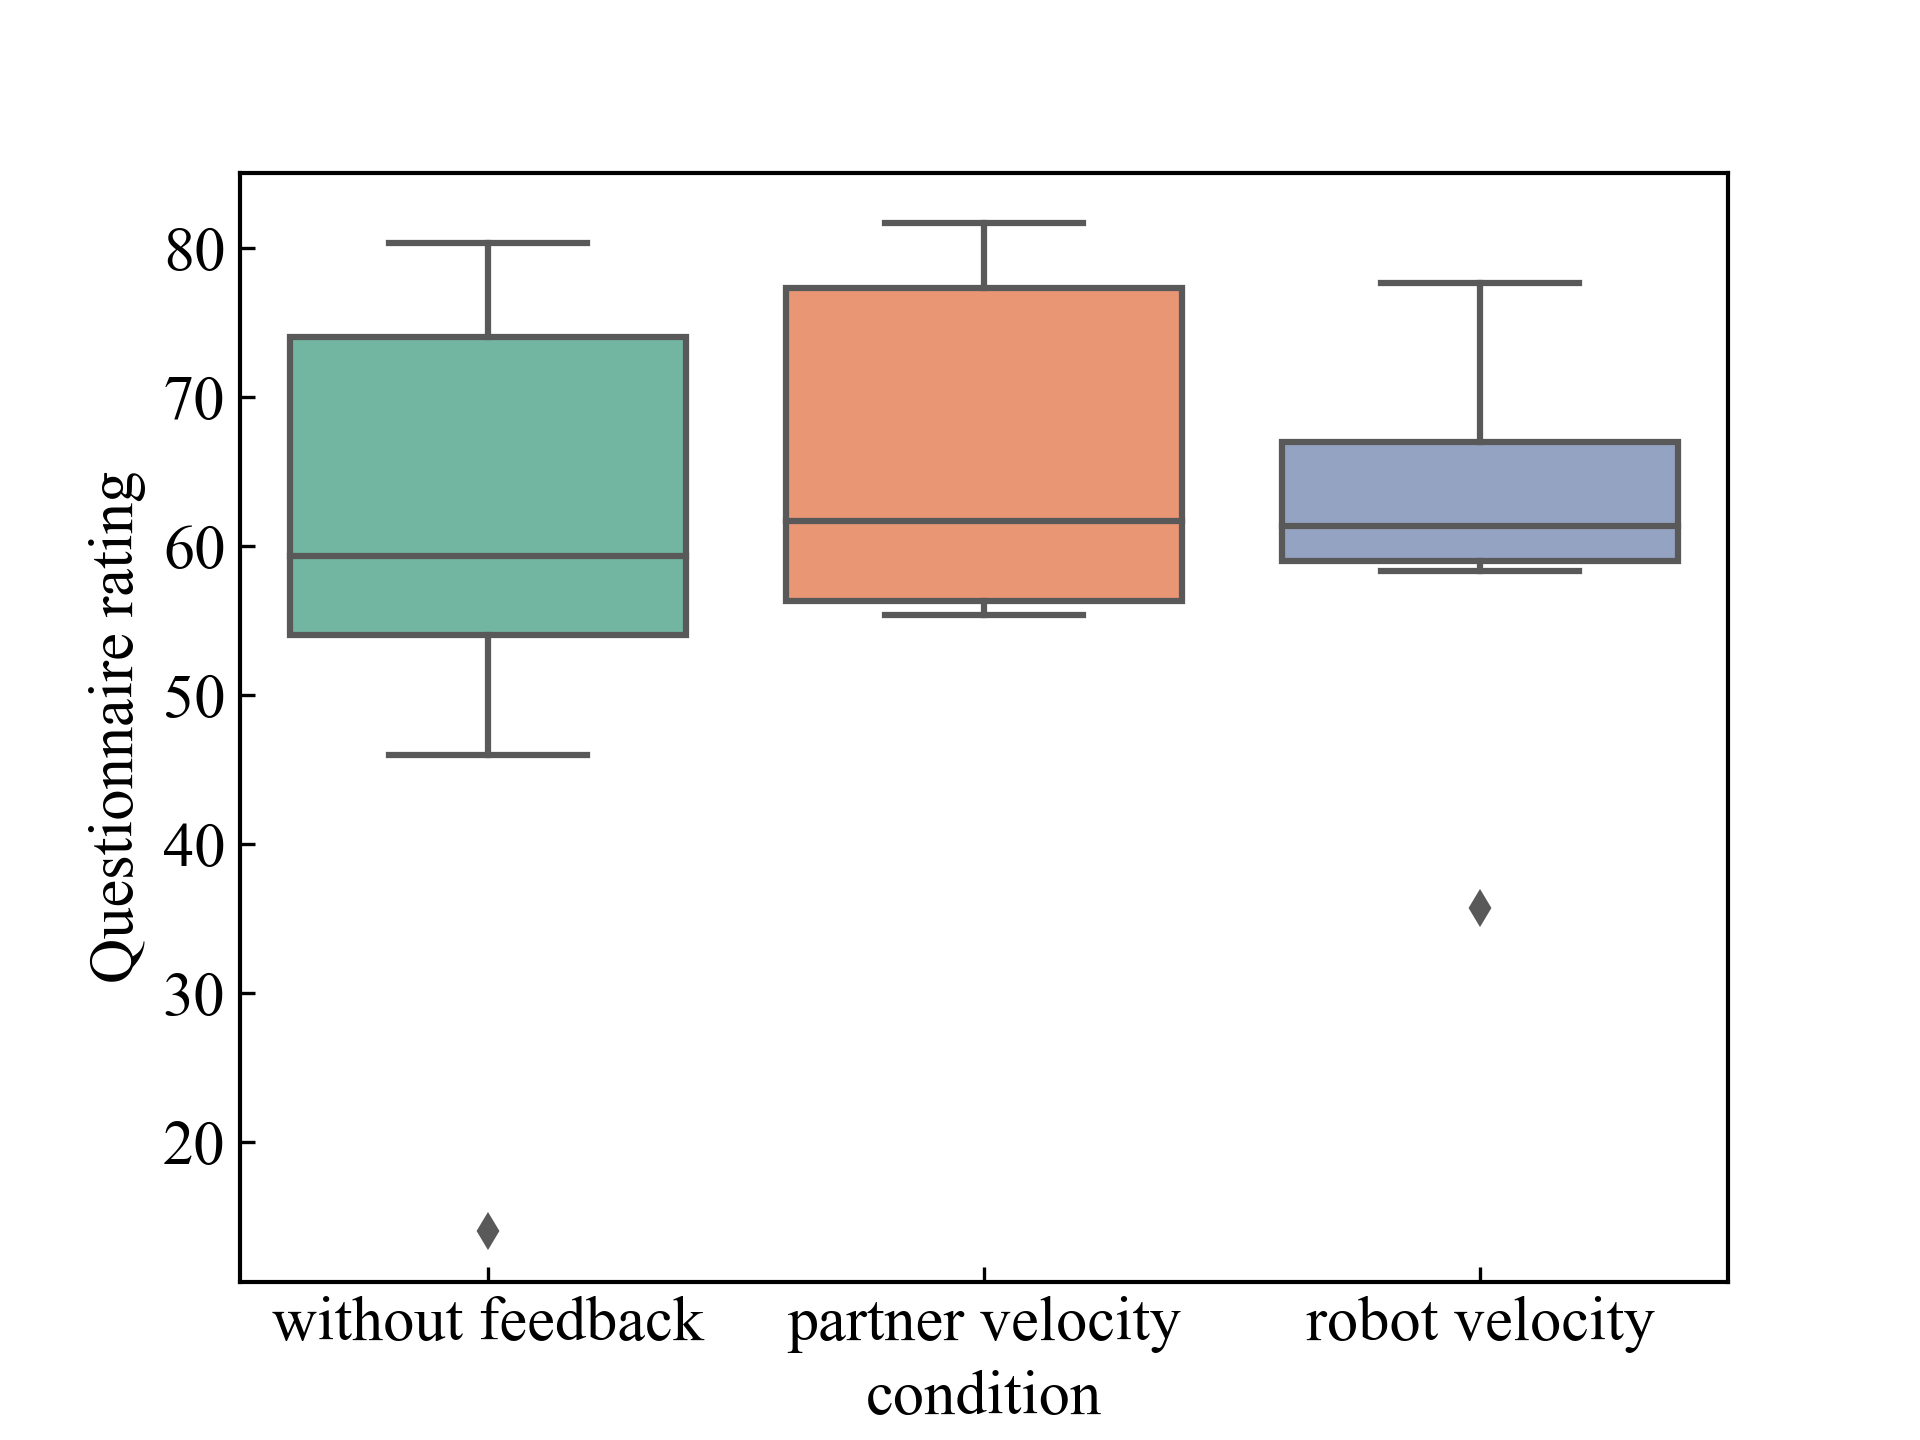 Questionnaire rating
80
70
60
50
40
30
20
without feedback
partner velocity
robot velocity
condition